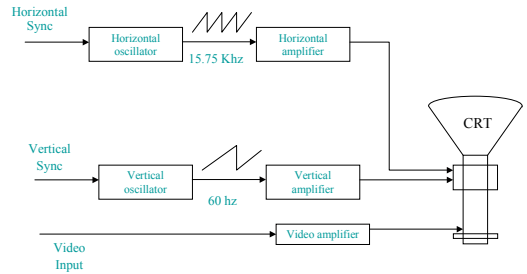 Horizontal
Sync
Horizontal
oscillator
15.75 Khz
Horizontal
amplifier
CRT
Vertical
Sync
Vertical
oscillator
60 hz
Vertical
amplifier
Video amplifier
Video
Input